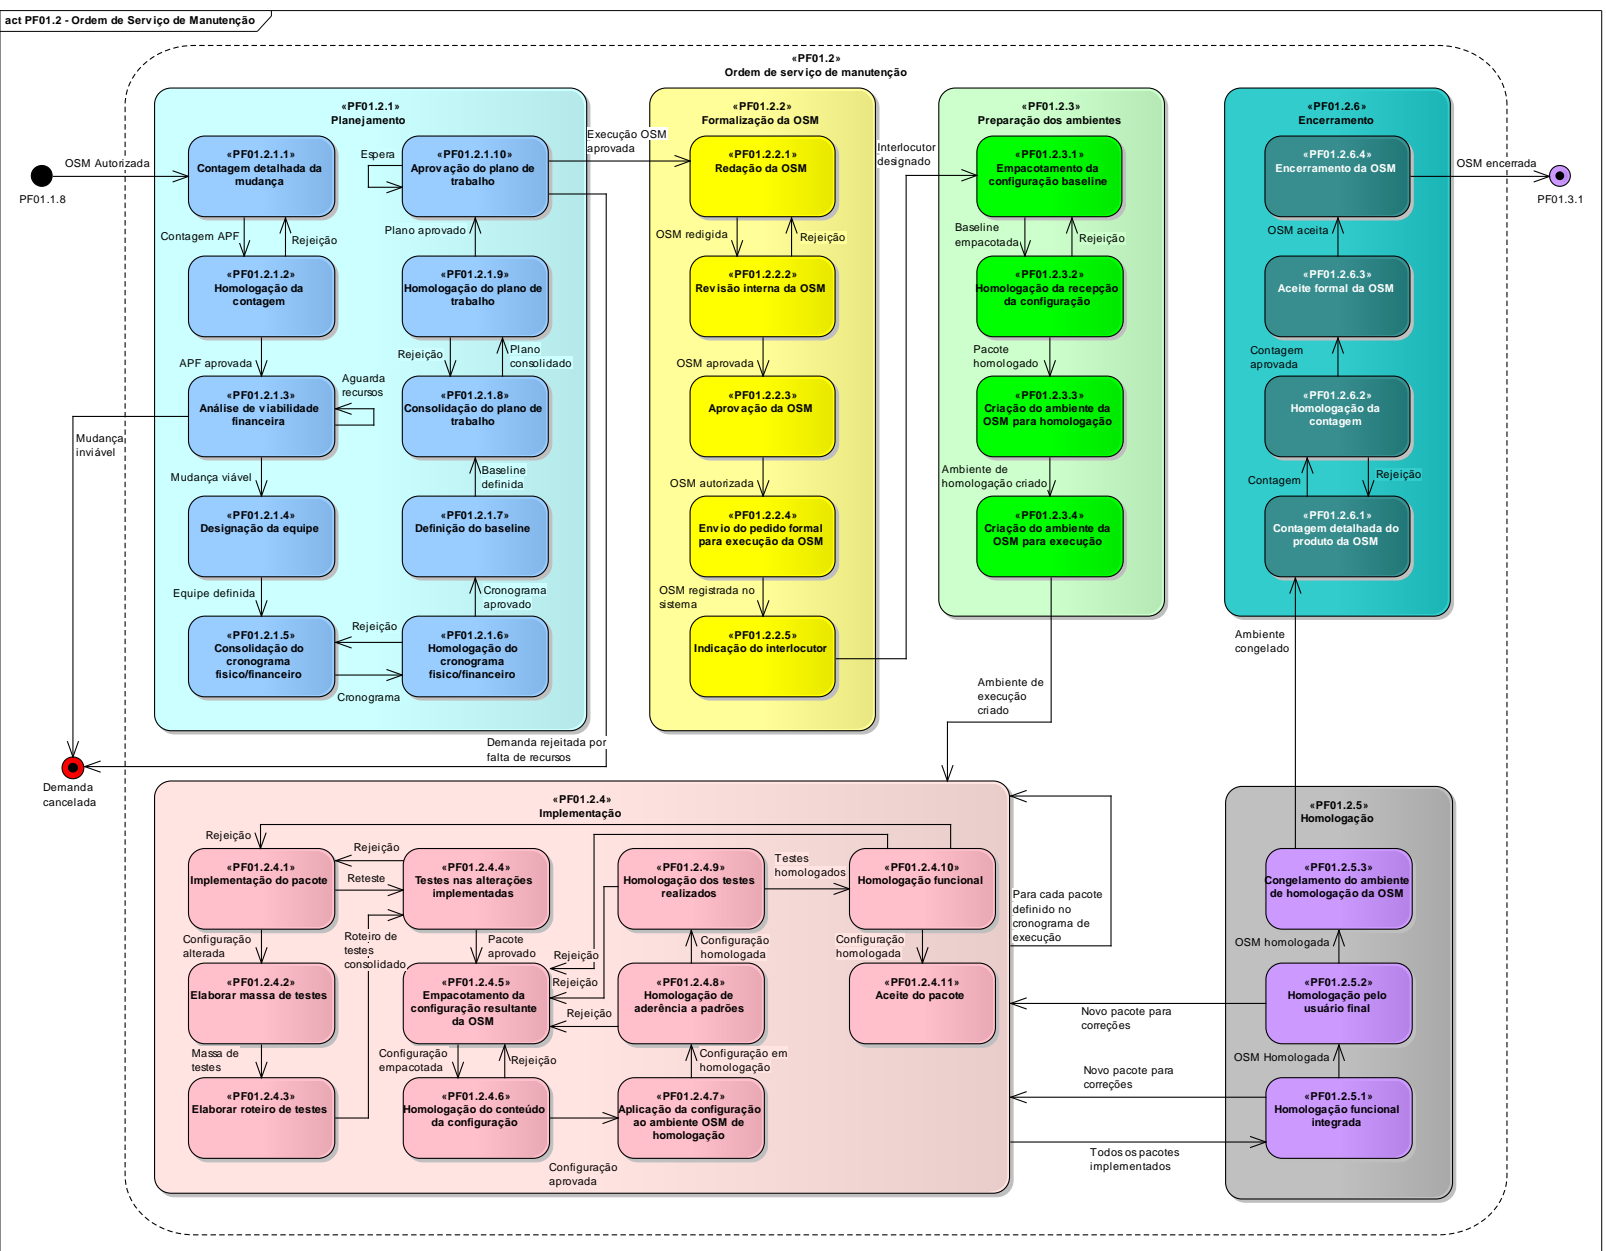 act PF01.2 - Ordem de Serviço de Manutenção
«PF01.2»
Ordem de serviço de manutenção
PF01.1.8
OSM Autorizada
«PF01.2.1»
Planejamento
«PF01.2.1.1»
Contagem detalhada da
mudança
Contagem APF
Rejeição
«PF01.2.1.2»
Homologação da
contagem
APF aprovada
«PF01.2.1.3»
Análise de viabilidade
financeira
Aguarda
recursos
Mudança
inviável
Mudança viável
«PF01.2.1.4»
Designação da equipe
Equipe definida
«PF01.2.1.5»
Consolidação do
cronograma
fisico/financeiro
Rejeição
Cronograma
«PF01.2.1.6»
Homologação do
cronograma
fisico/financeiro
Cronograma
aprovado
«PF01.2.1.7»
Definição do baseline
Baseline
definida
«PF01.2.1.8»
Consolidação do plano de
trabalho
Rejeição
Plano
consolidado
«PF01.2.1.9»
Homologação do plano de
trabalho
Plano aprovado
«PF01.2.1.10»
Aprovação do plano de
trabalho
Espera
Execução OSM
aprovada
Demanda rejeitada por
falta de recursos
Demanda
cancelada
«PF01.2.2»
Formalização da OSM
«PF01.2.2.1»
Redação da OSM
OSM redigida
Rejeição
«PF01.2.2.2»
Revisão interna da OSM
OSM aprovada
«PF01.2.2.3»
Aprovação da OSM
OSM autorizada
«PF01.2.2.4»
Envio do pedido formal
para execução da OSM
OSM registrada no
sistema
«PF01.2.2.5»
Indicação do interlocutor
Interlocutor
designado
«PF01.2.3»
Preparação dos ambientes
«PF01.2.3.1»
Empacotamento da
configuração baseline
Baseline
empacotada
Rejeição
«PF01.2.3.2»
Homologação da recepção
da configuração
Pacote
homologado
«PF01.2.3.3»
Criação do ambiente da
OSM para homologação
Ambiente de
homologação criado
«PF01.2.3.4»
Criação do ambiente da
OSM para execução
Ambiente de
execução
criado
«PF01.2.6»
Encerramento
«PF01.2.6.4»
Encerramento da OSM
OSM encerrada
PF01.3.1
OSM aceita
«PF01.2.6.3»
Aceite formal da OSM
Contagem
aprovada
«PF01.2.6.2»
Homologação da
contagem
Contagem
Rejeição
«PF01.2.6.1»
Contagem detalhada do
produto da OSM
Ambiente
congelado
«PF01.2.4»
Implementação
Rejeição
«PF01.2.4.1»
Implementação do pacote
Rejeição
Reteste
Configuração
alterada
«PF01.2.4.2»
Elaborar massa de testes
Massa de
testes
«PF01.2.4.3»
Elaborar roteiro de testes
Roteiro de
testes
consolidado
«PF01.2.4.4»
Testes nas alterações
implementadas
Pacote
aprovado
«PF01.2.4.5»
Empacotamento da
configuração resultante
da OSM
Rejeição
Rejeição
Rejeição
Configuração
empacotada
Rejeição
«PF01.2.4.6»
Homologação do conteúdo
da configuração
Configuração
aprovada
«PF01.2.4.7»
Aplicação da configuração
ao ambiente OSM de
homologação
Configuração em
homologação
«PF01.2.4.8»
Homologação de
aderência a padrões
Configuração
homologada
«PF01.2.4.9»
Homologação dos testes
realizados
Testes
homologados
«PF01.2.4.10»
Homologação funcional
Configuração
homologada
«PF01.2.4.11»
Aceite do pacote
Para cada pacote
definido no
cronograma de
execução
«PF01.2.5»
Homologação
«PF01.2.5.3»
Congelamento do ambiente
de homologação da OSM
OSM homologada
«PF01.2.5.2»
Homologação pelo
usuário final
Novo pacote para
correções
OSM Homologada
Novo pacote para
correções
«PF01.2.5.1»
Homologação funcional
integrada
Todos os pacotes
implementados